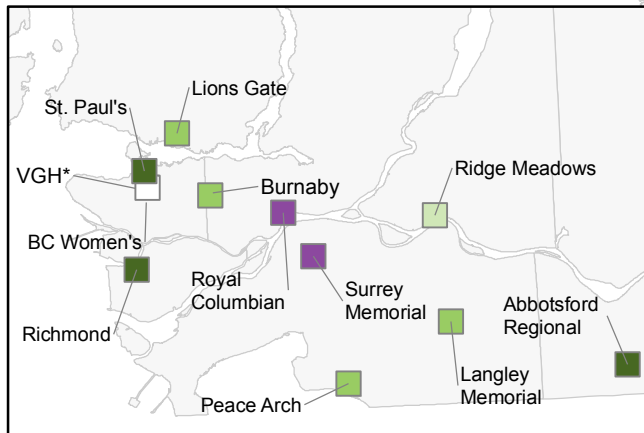 Lions Gate
St. Paul's
VGH*
Burnaby
Ridge Meadows
BC Women's
Royal
Columbian
Surrey
Memorial
Abbotsford
Regional
Richmond
Langley
Memorial
Peace Arch